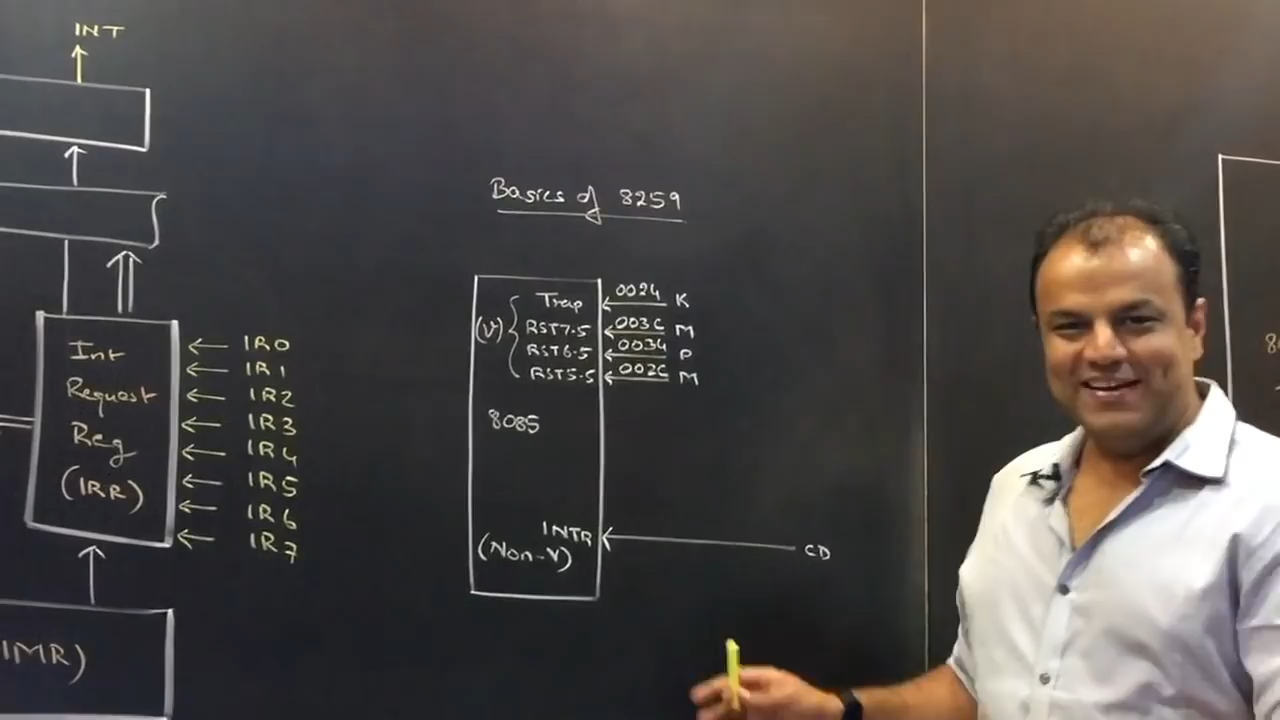 INT
Int
Request
Reg
(IRR)
IR0
IR1
IR2
IR3
IR4
IR5
IR6
IR7
IMR)
Basics of 8259
(V)
Trap 0024 K
RST7.5 003C M
RST6.5 0034 P
RST5.5 002C M
8085
INTR CD
(Non-V)
8